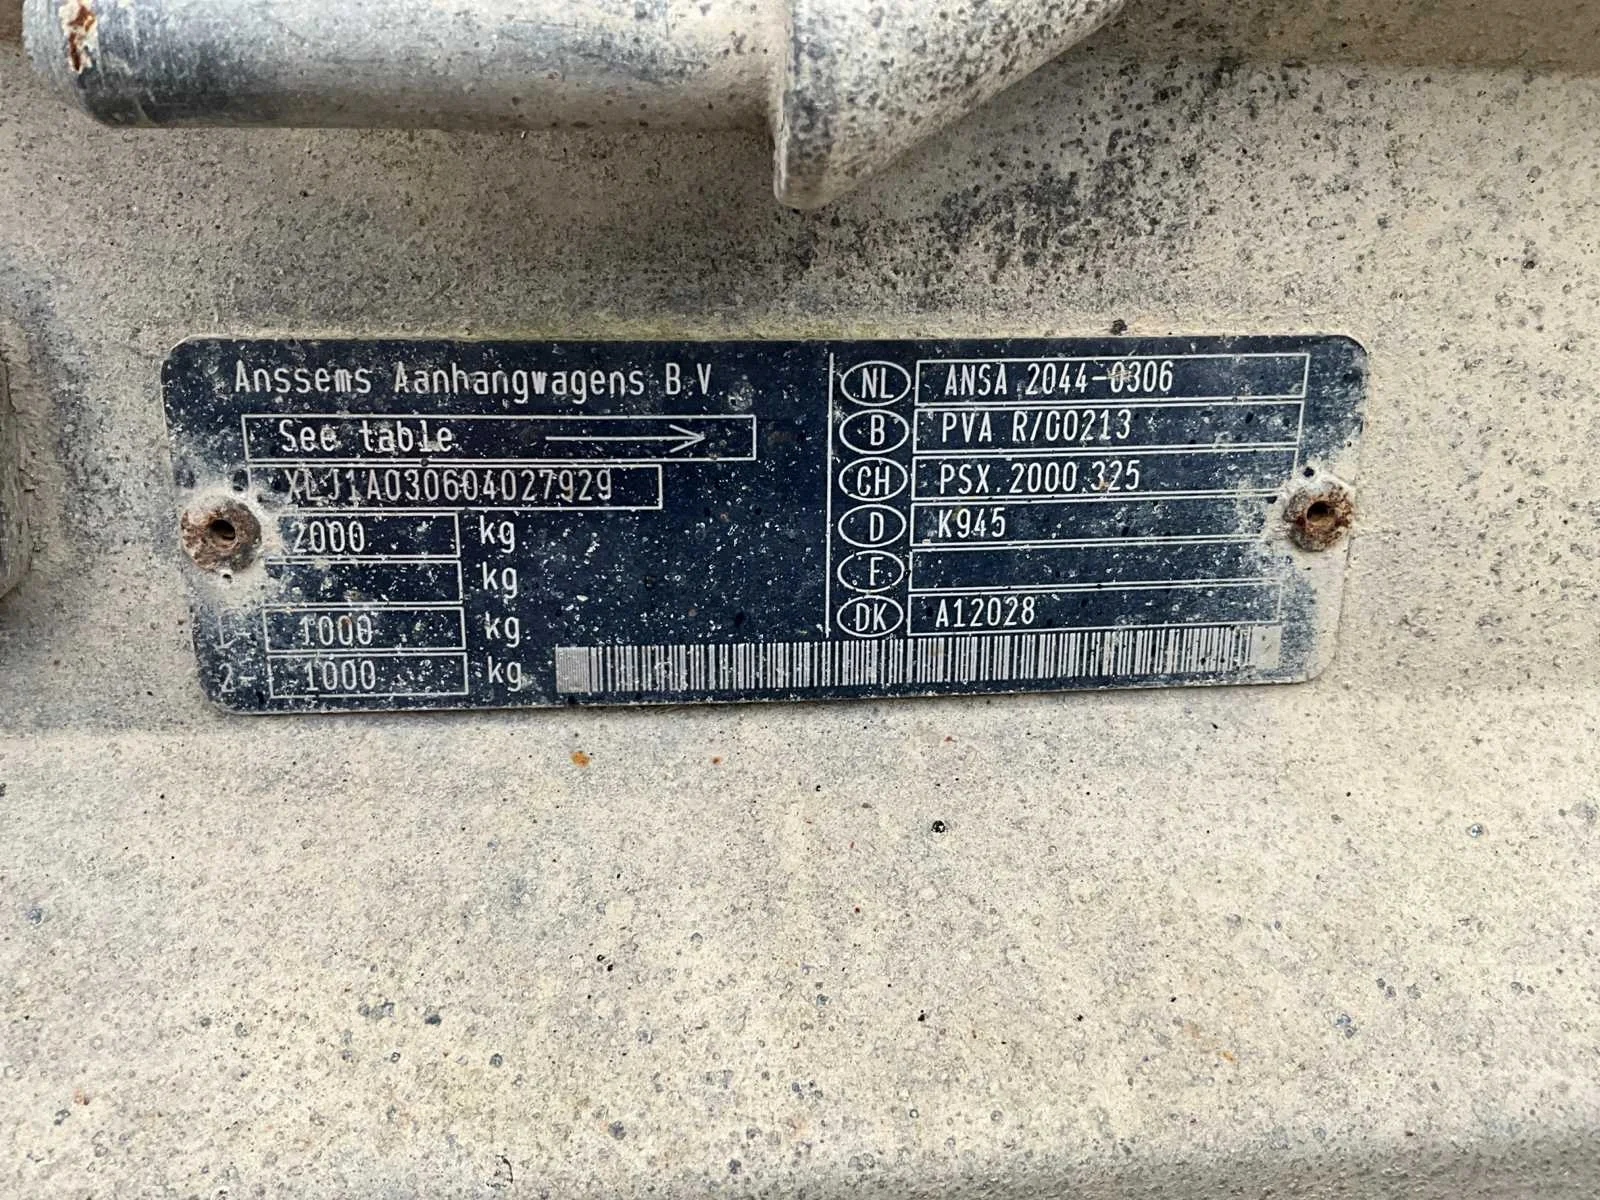 Anssems Aanhangwagens B.V.
See table
XLJ1A030604027929
2000 kg
kg
1- 1000 kg
2- 1000 kg
NL ANSA 2044-0306
B PVA R/G0213
CH PSX.2000.325
D K945
F
DK A12028